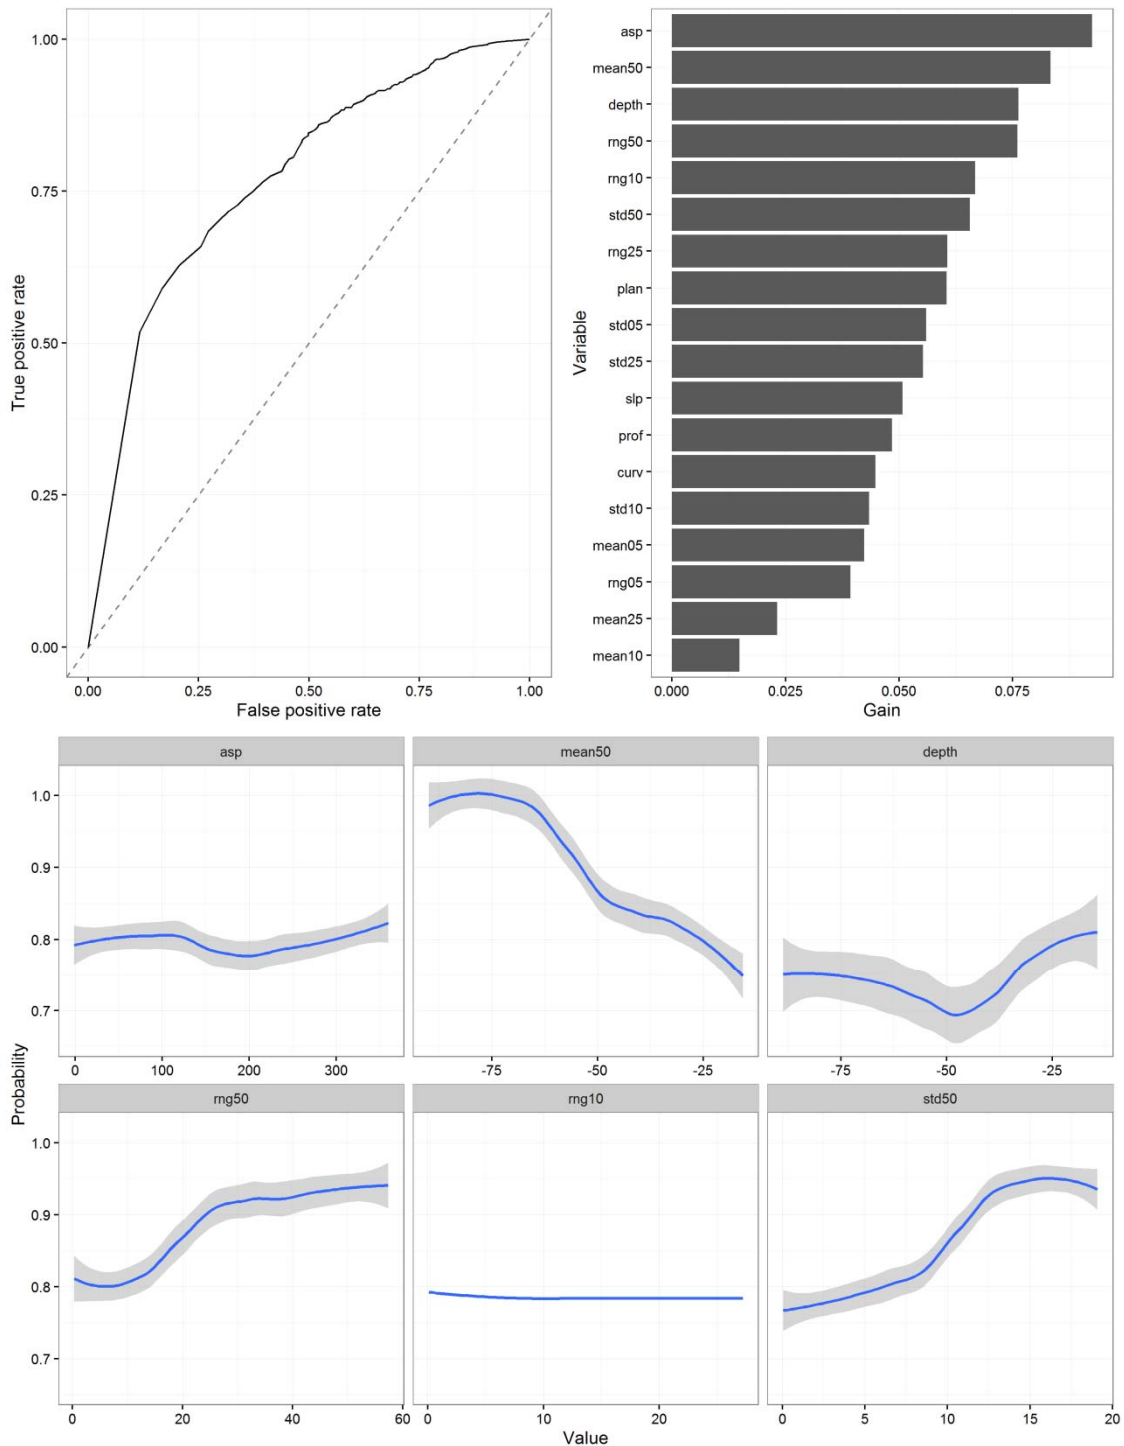 1.00
0.75
0.50
0.25
0.00
True positive rate
0.00 0.25 0.50 0.75 1.00
False positive rate
asp
mean50
depth
rng50
rng10
std50
rng25
plan
std05
std25
slp
prof
curv
std10
mean05
rng05
mean25
mean10
Variable
0.000 0.025 0.050 0.075
Gain
asp mean50 depth
1.0
0.9
0.8
0.7
0 100 200 300 -75 -50 -25 -75 -50 -25
Probability
rng50 rng10 std50
1.0
0.9
0.8
0.7
0 20 40 60 0 10 20 0 5 10 15 20
Value